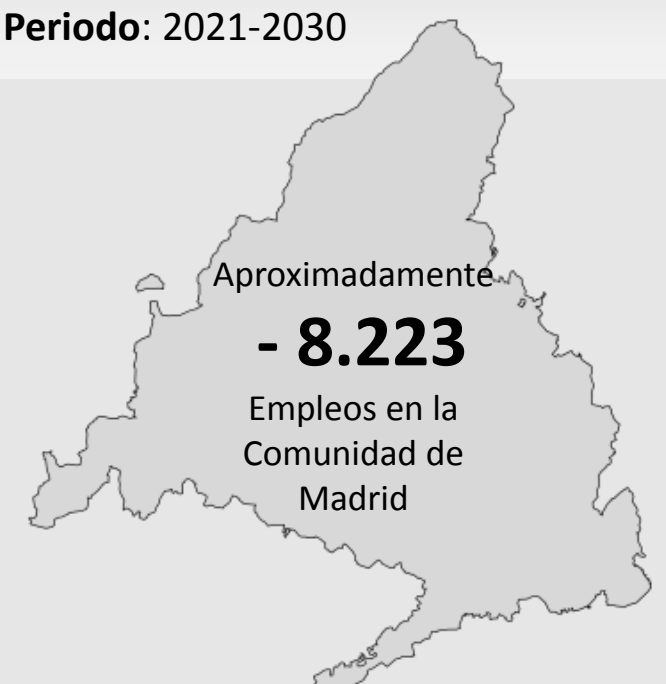 Periodo: 2021-2030
Aproximadamente
- 8.223
Empleos en la
Comunidad de
Madrid